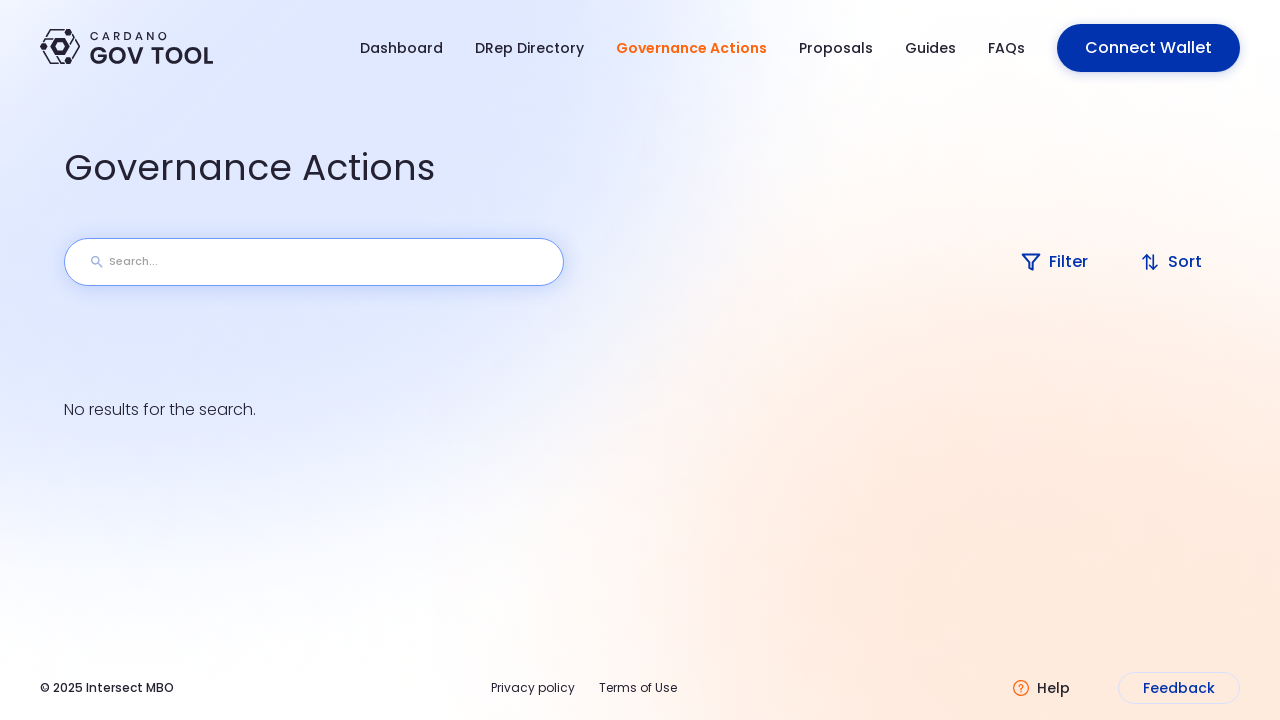 CARDANO
GOV TOOL
Dashboard
DRep Directory
Governance Actions
Proposals
Guides
FAQs
Connect Wallet
Governance Actions
Search...
Filter
Sort
No results for the search.
© 2025 Intersect MBO
Privacy policy
Terms of Use
Help
Feedback